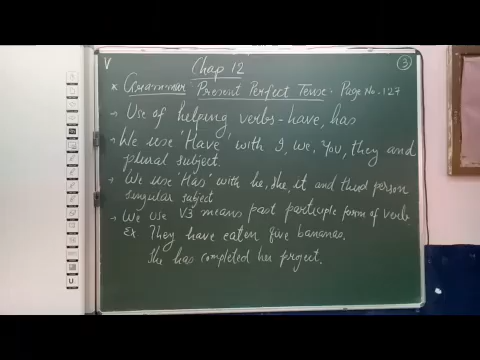 V
Chap 12
3
* Grammar Present Perfect Tense. Page No. 127
→ Use of helping verbs - have, has
→ We use 'Have' with I, we, You, they and
plural subject.
→ We use "Has" with he, she, it and third person
singular subject
→ We use V3 means past participle form of verb
Ex They have eaten five bananas.
She has completed her project.
U